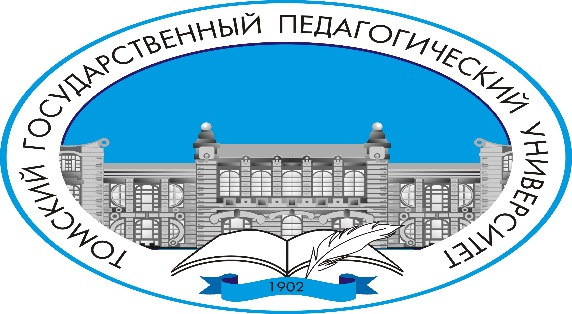 ТОМСКИЙ ГОСУДАРСТВЕННЫЙ ПЕДАГОГИЧЕСКИЙ УНИВЕРСИТЕТ
1902